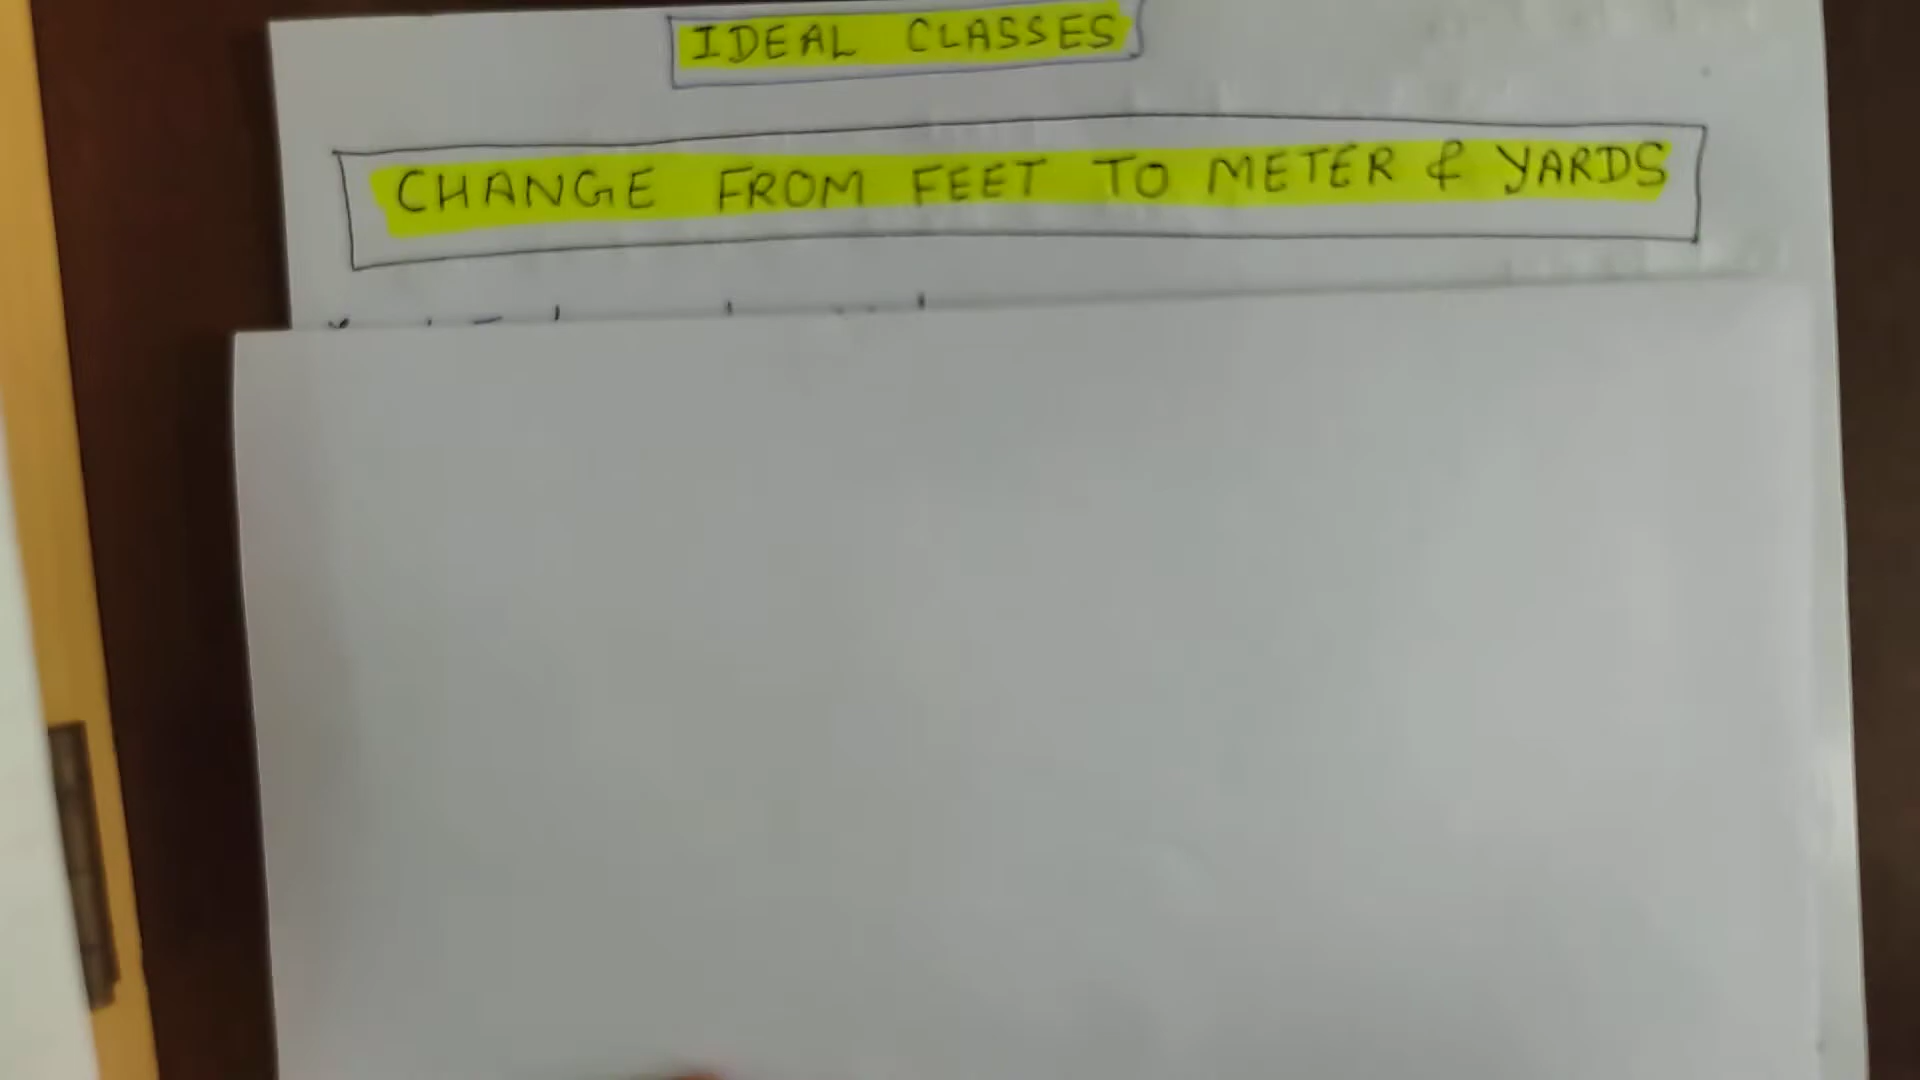 IDEAL CLASSES
CHANGE FROM FEET TO METER & YARDS